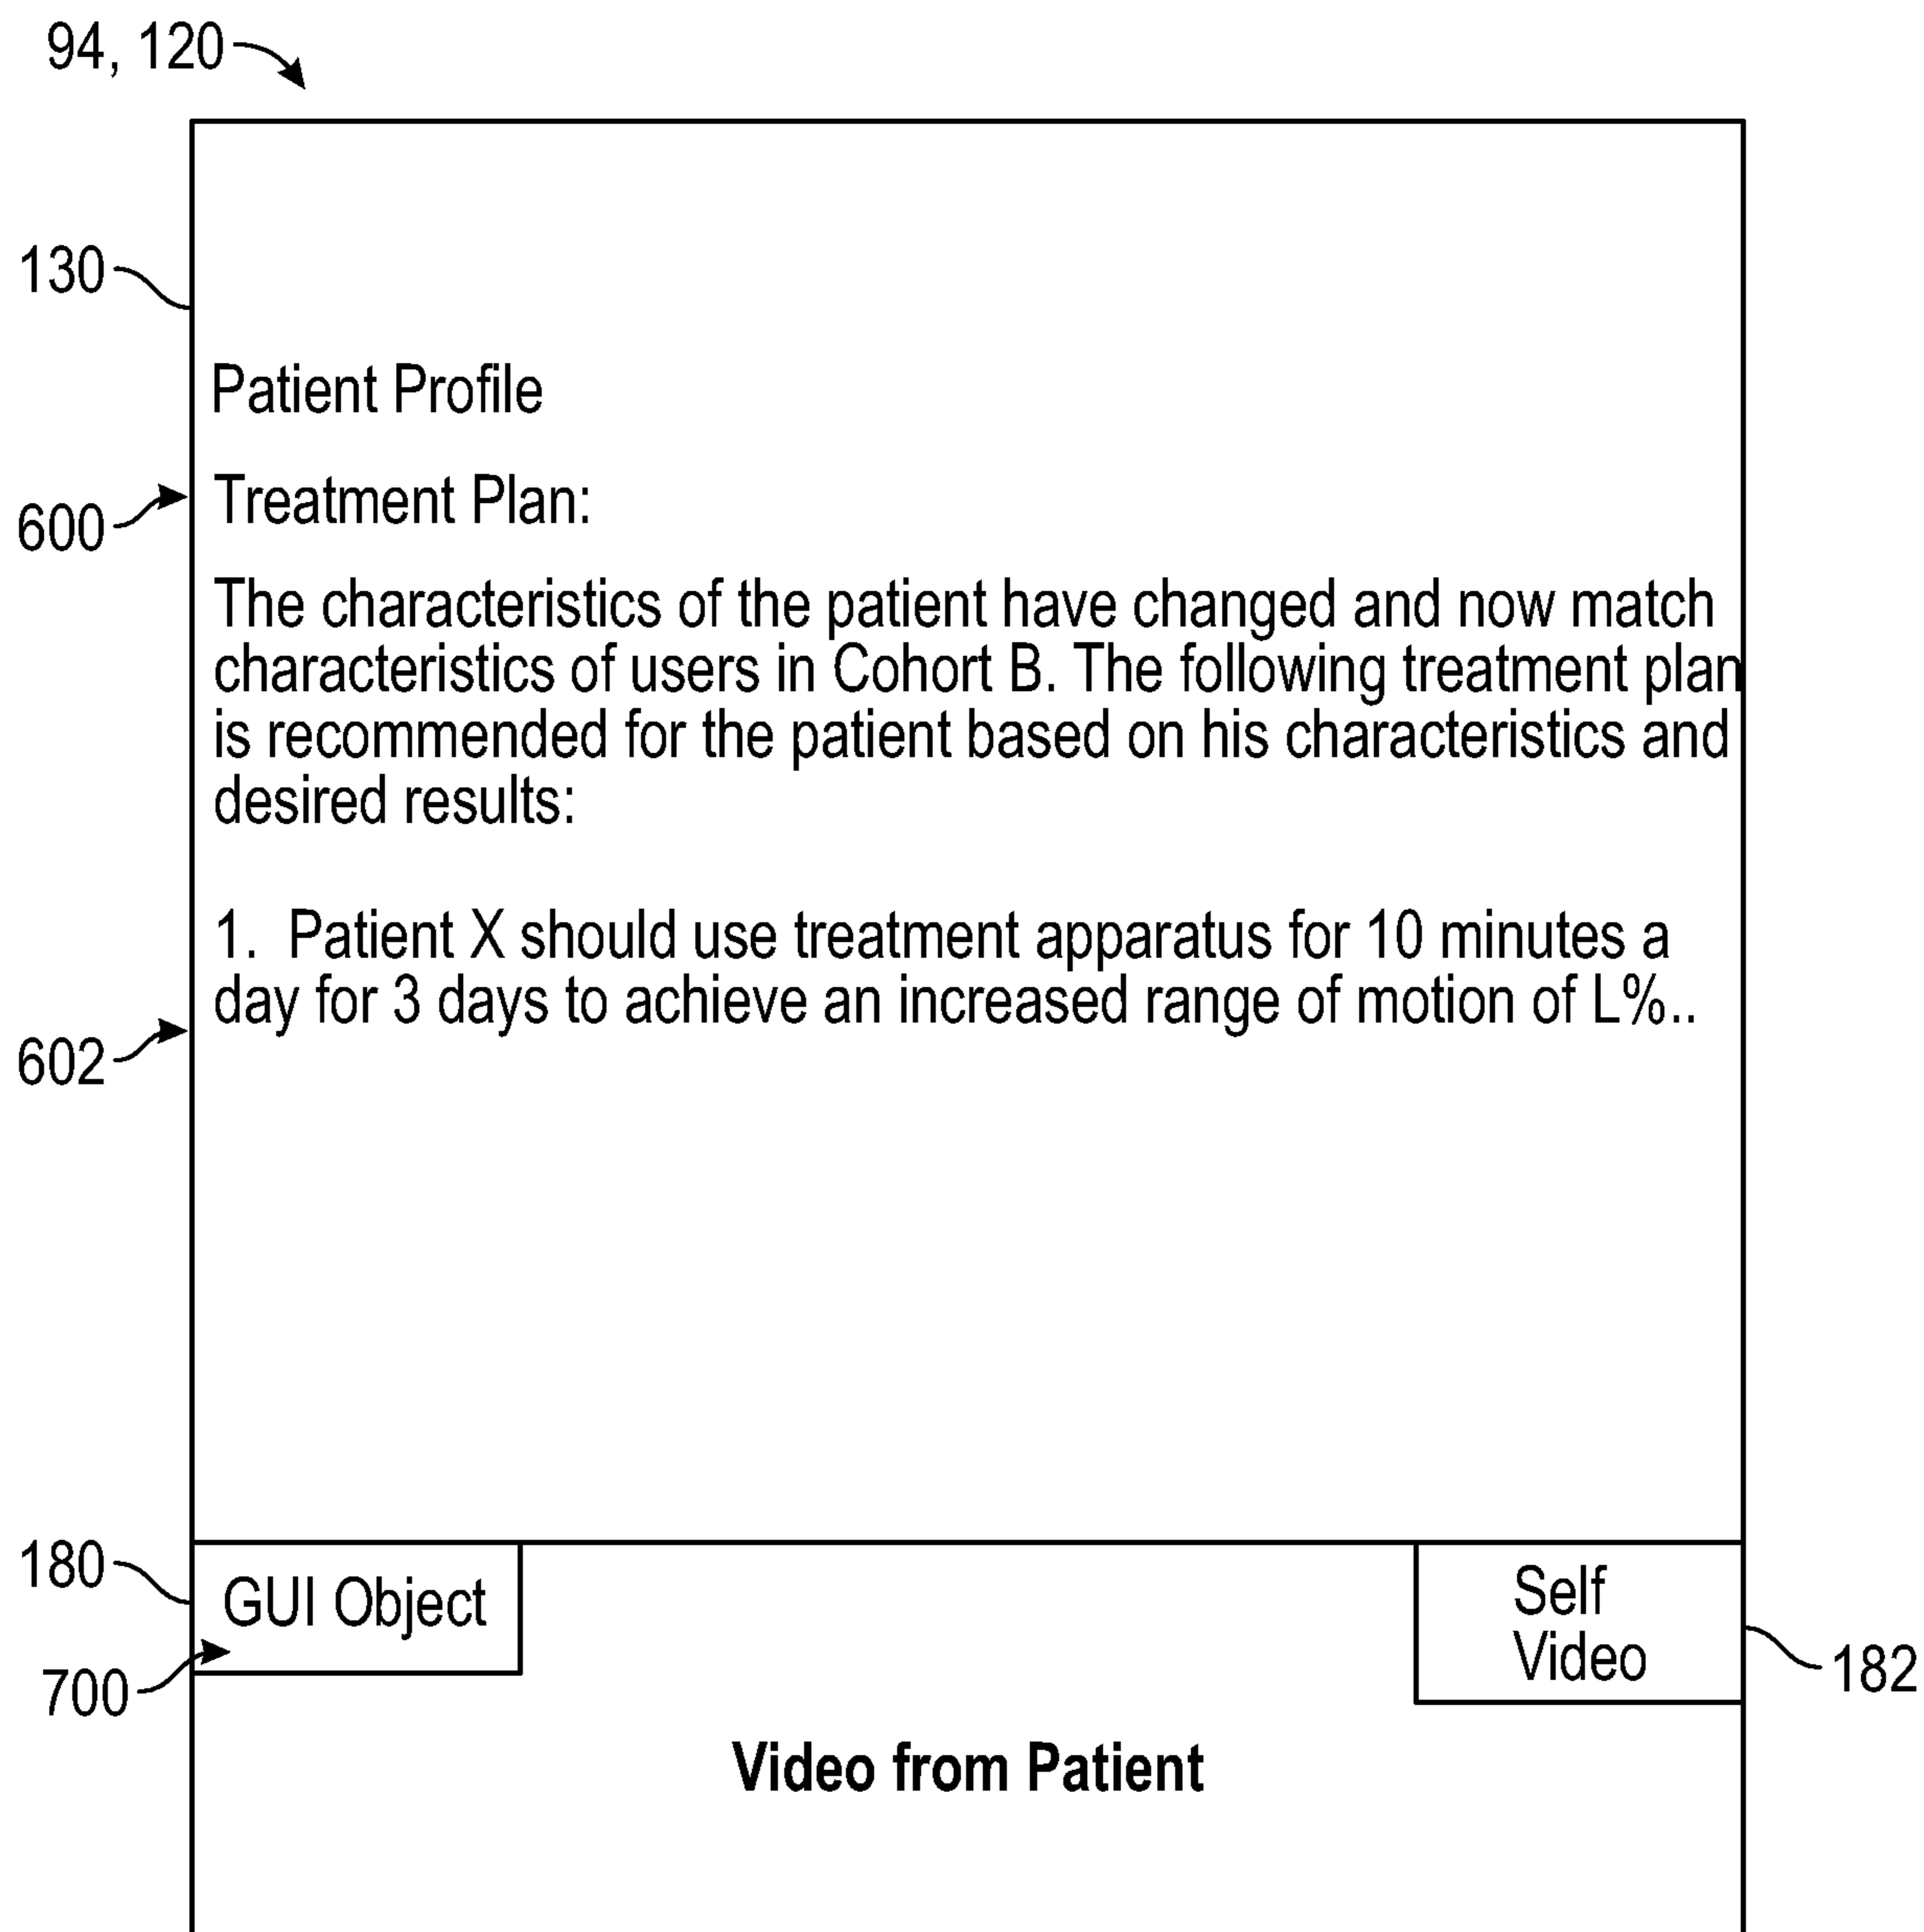 94, 120
130
Patient Profile
Treatment Plan:
600
The characteristics of the patient have changed and now match
characteristics of users in Cohort B. The following treatment plan
is recommended for the patient based on his characteristics and
desired results:
1. Patient X should use treatment apparatus for 10 minutes a
day for 3 days to achieve an increased range of motion of L%..
602
180
GUI Object
Self
Video
700
182
Video from Patient